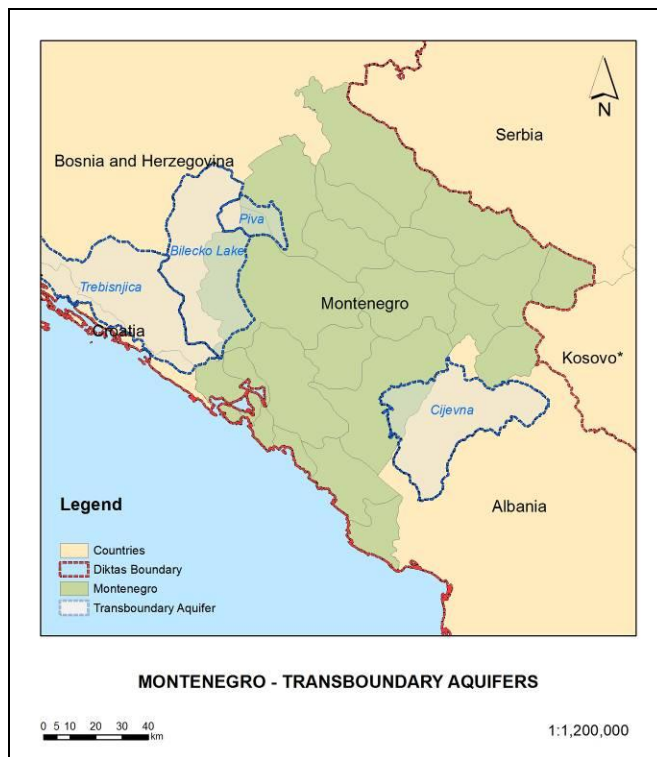 N
Serbia
Bosnia and Herzegovina
Piva
Bilecko Lake
Trebisnjica
Montenegro
Croatia
Kosovo*
Cijevna
Albania
Legend
Countries
Diktas Boundary
Montenegro
Transboundary Aquifer
MONTENEGRO - TRANSBOUNDARY AQUIFERS
0 5 10 20 30 40
km
1:1,200,000